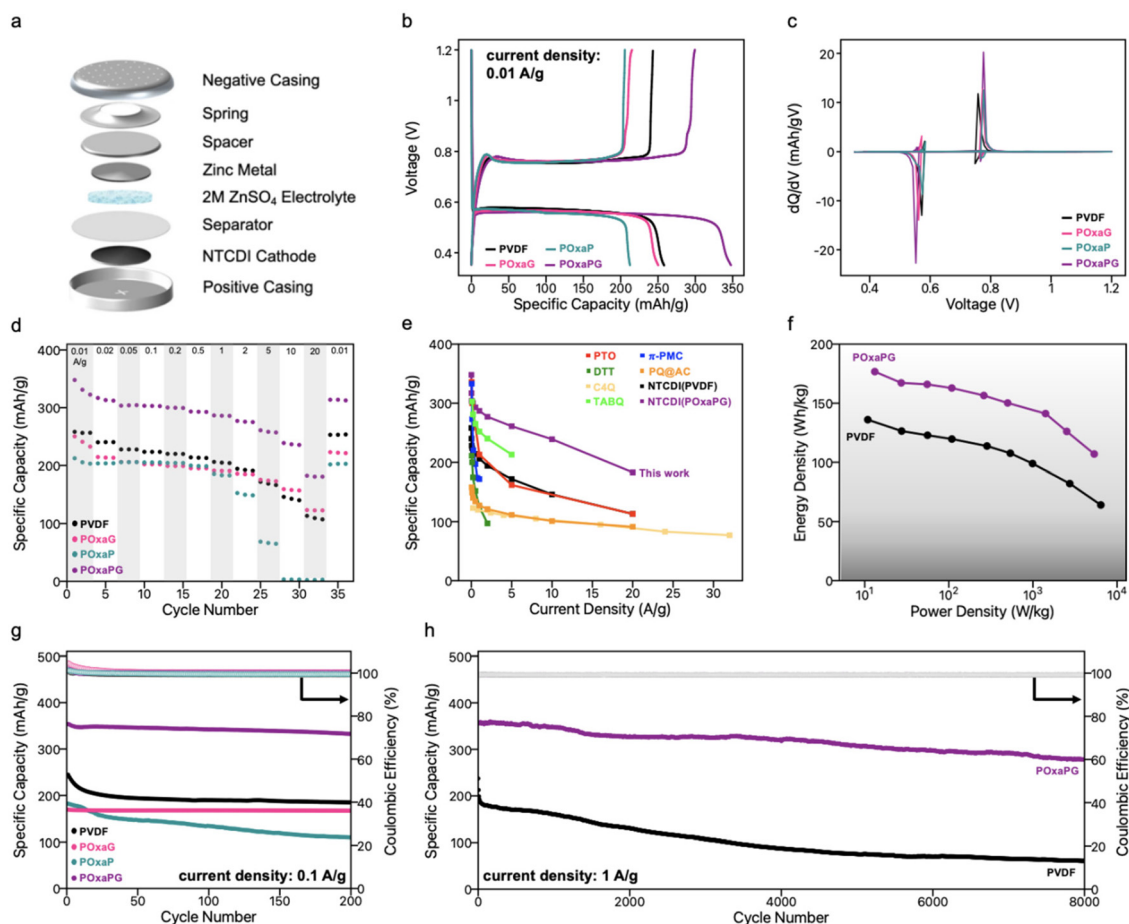 a
Negative Casing
Spring
Spacer
Zinc Metal
2M ZnSO₄ Electrolyte
Separator
NTCDI Cathode
Positive Casing
b
current density:
0.01 A/g
Voltage (V)
1.2
1.0
0.8
0.6
0.4
PVDF
POxaP
POxaG
POxaPG
0 50 100 150 200 250 300 350
Specific Capacity (mAh/g)
c
dQ/dV (mAh/gV)
20
10
0
-10
-20
PVDF
POxaG
POxaP
POxaPG
0.4 0.6 0.8 1 1.2
Voltage (V)
d
Specific Capacity (mAh/g)
400
300
200
100
0
0.01 0.02 0.05 0.1 0.2 0.5 1 2 5 10 20 0.01
A/g
PVDF
POxaG
POxaP
POxaPG
0 5 10 15 20 25 30 35
Cycle Number
e
Specific Capacity (mAh/g)
400
300
200
100
0
PTO
π-PMC
DTT
PQ@AC
C4Q
NTCDI(PVDF)
TABQ
NTCDI(POxaPG)
This work
0 5 10 15 20 25 30
Current Density (A/g)
f
Energy Density (Wh/kg)
200
150
100
50
0
POxaPG
PVDF
10¹ 10² 10³ 10⁴
Power Density (W/kg)
g
Specific Capacity (mAh/g)
500
400
300
200
100
0
PVDF
POxaG
POxaP
POxaPG
current density: 0.1 A/g
100
80
60
40
20
0
Coulombic Efficiency (%)
0 50 100 150 200
Cycle Number
h
Specific Capacity (mAh/g)
500
400
300
200
100
0
POxaPG
PVDF
current density: 1 A/g
100
80
60
40
20
0
Coulombic Efficiency (%)
0 2000 4000 6000 8000
Cycle Number